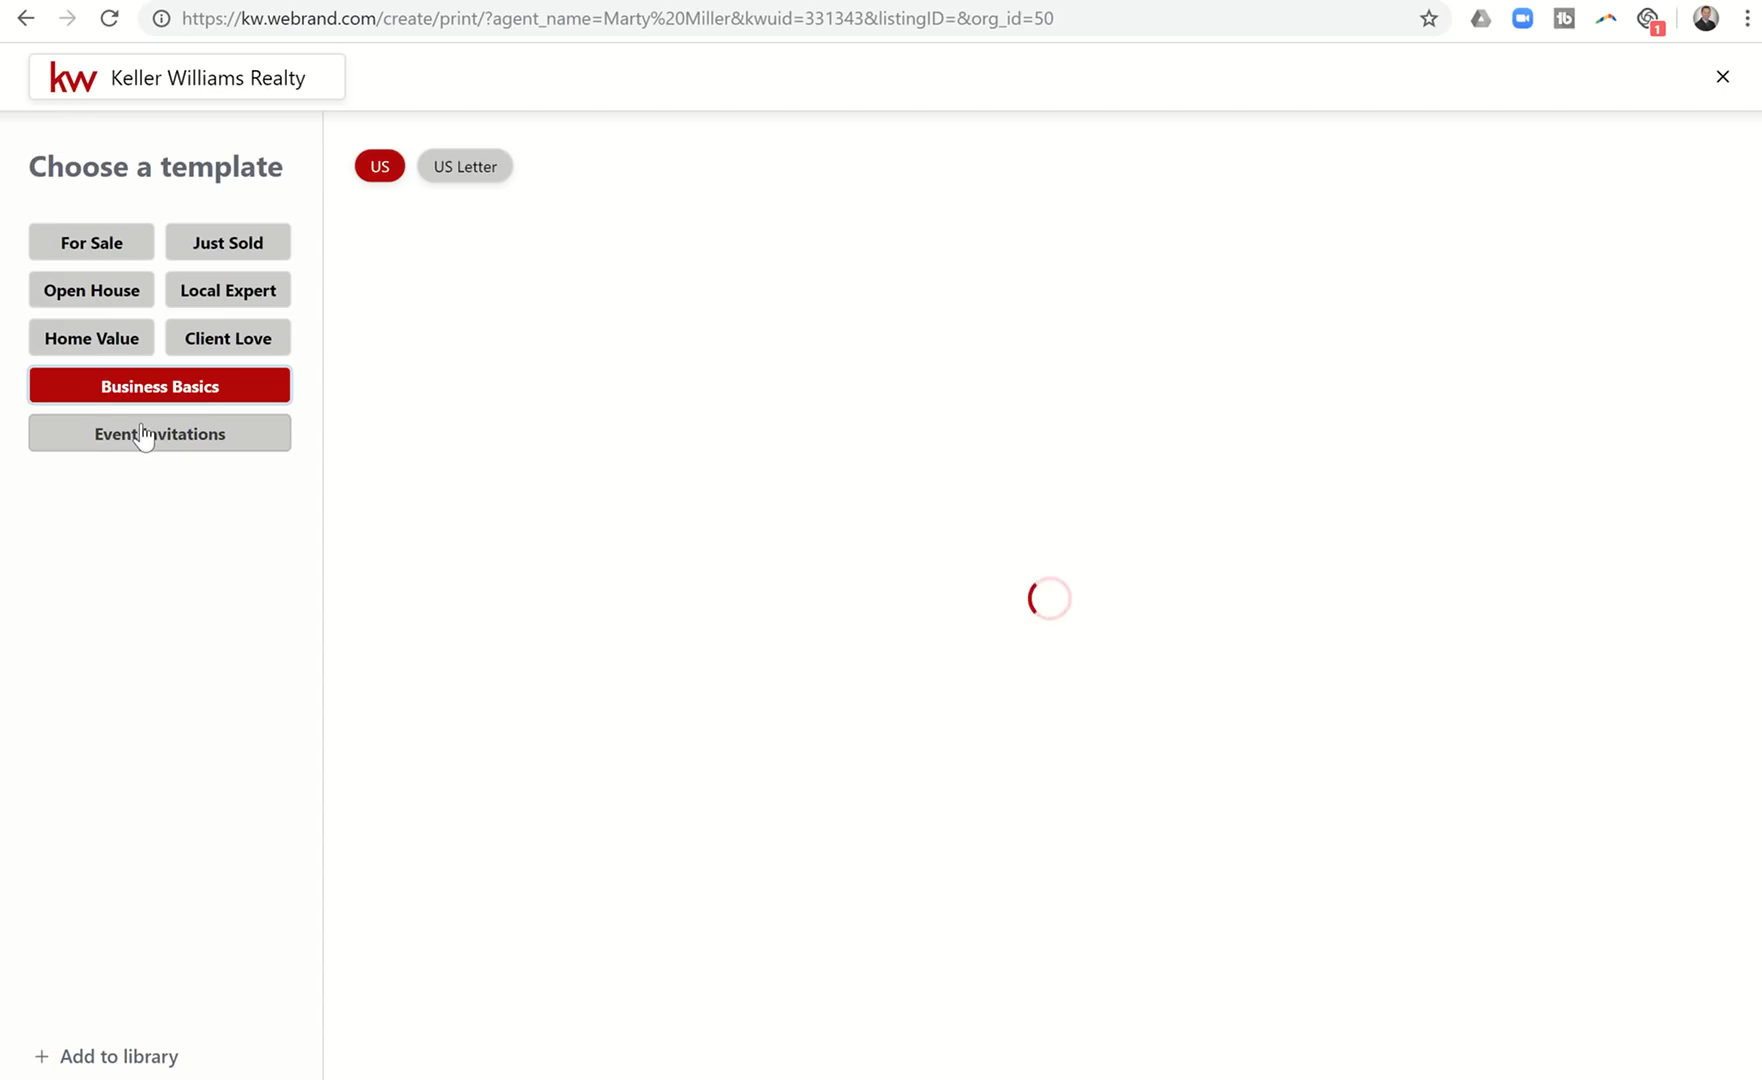 https://kw.webrand.com/create/print/?agent_name=Marty%20Miller&kwuid=331343&listingID=&org_id=50
1
kw Keller Williams Realty
Choose a template
US
US Letter
For Sale
Just Sold
Open House
Local Expert
Home Value
Client Love
Business Basics
Event Invitations
+ Add to library